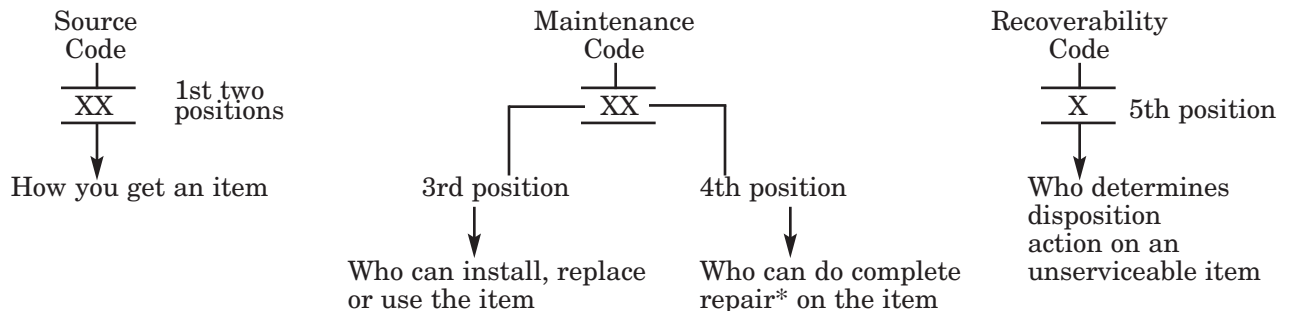 Source
Code
XX
1st two
positions
How you get an item
Maintenance
Code
XX
3rd position
Who can install, replace
or use the item
4th position
Who can do complete
repair* on the item
Recoverability
Code
X
5th position
Who determines
disposition
action on an
unserviceable item